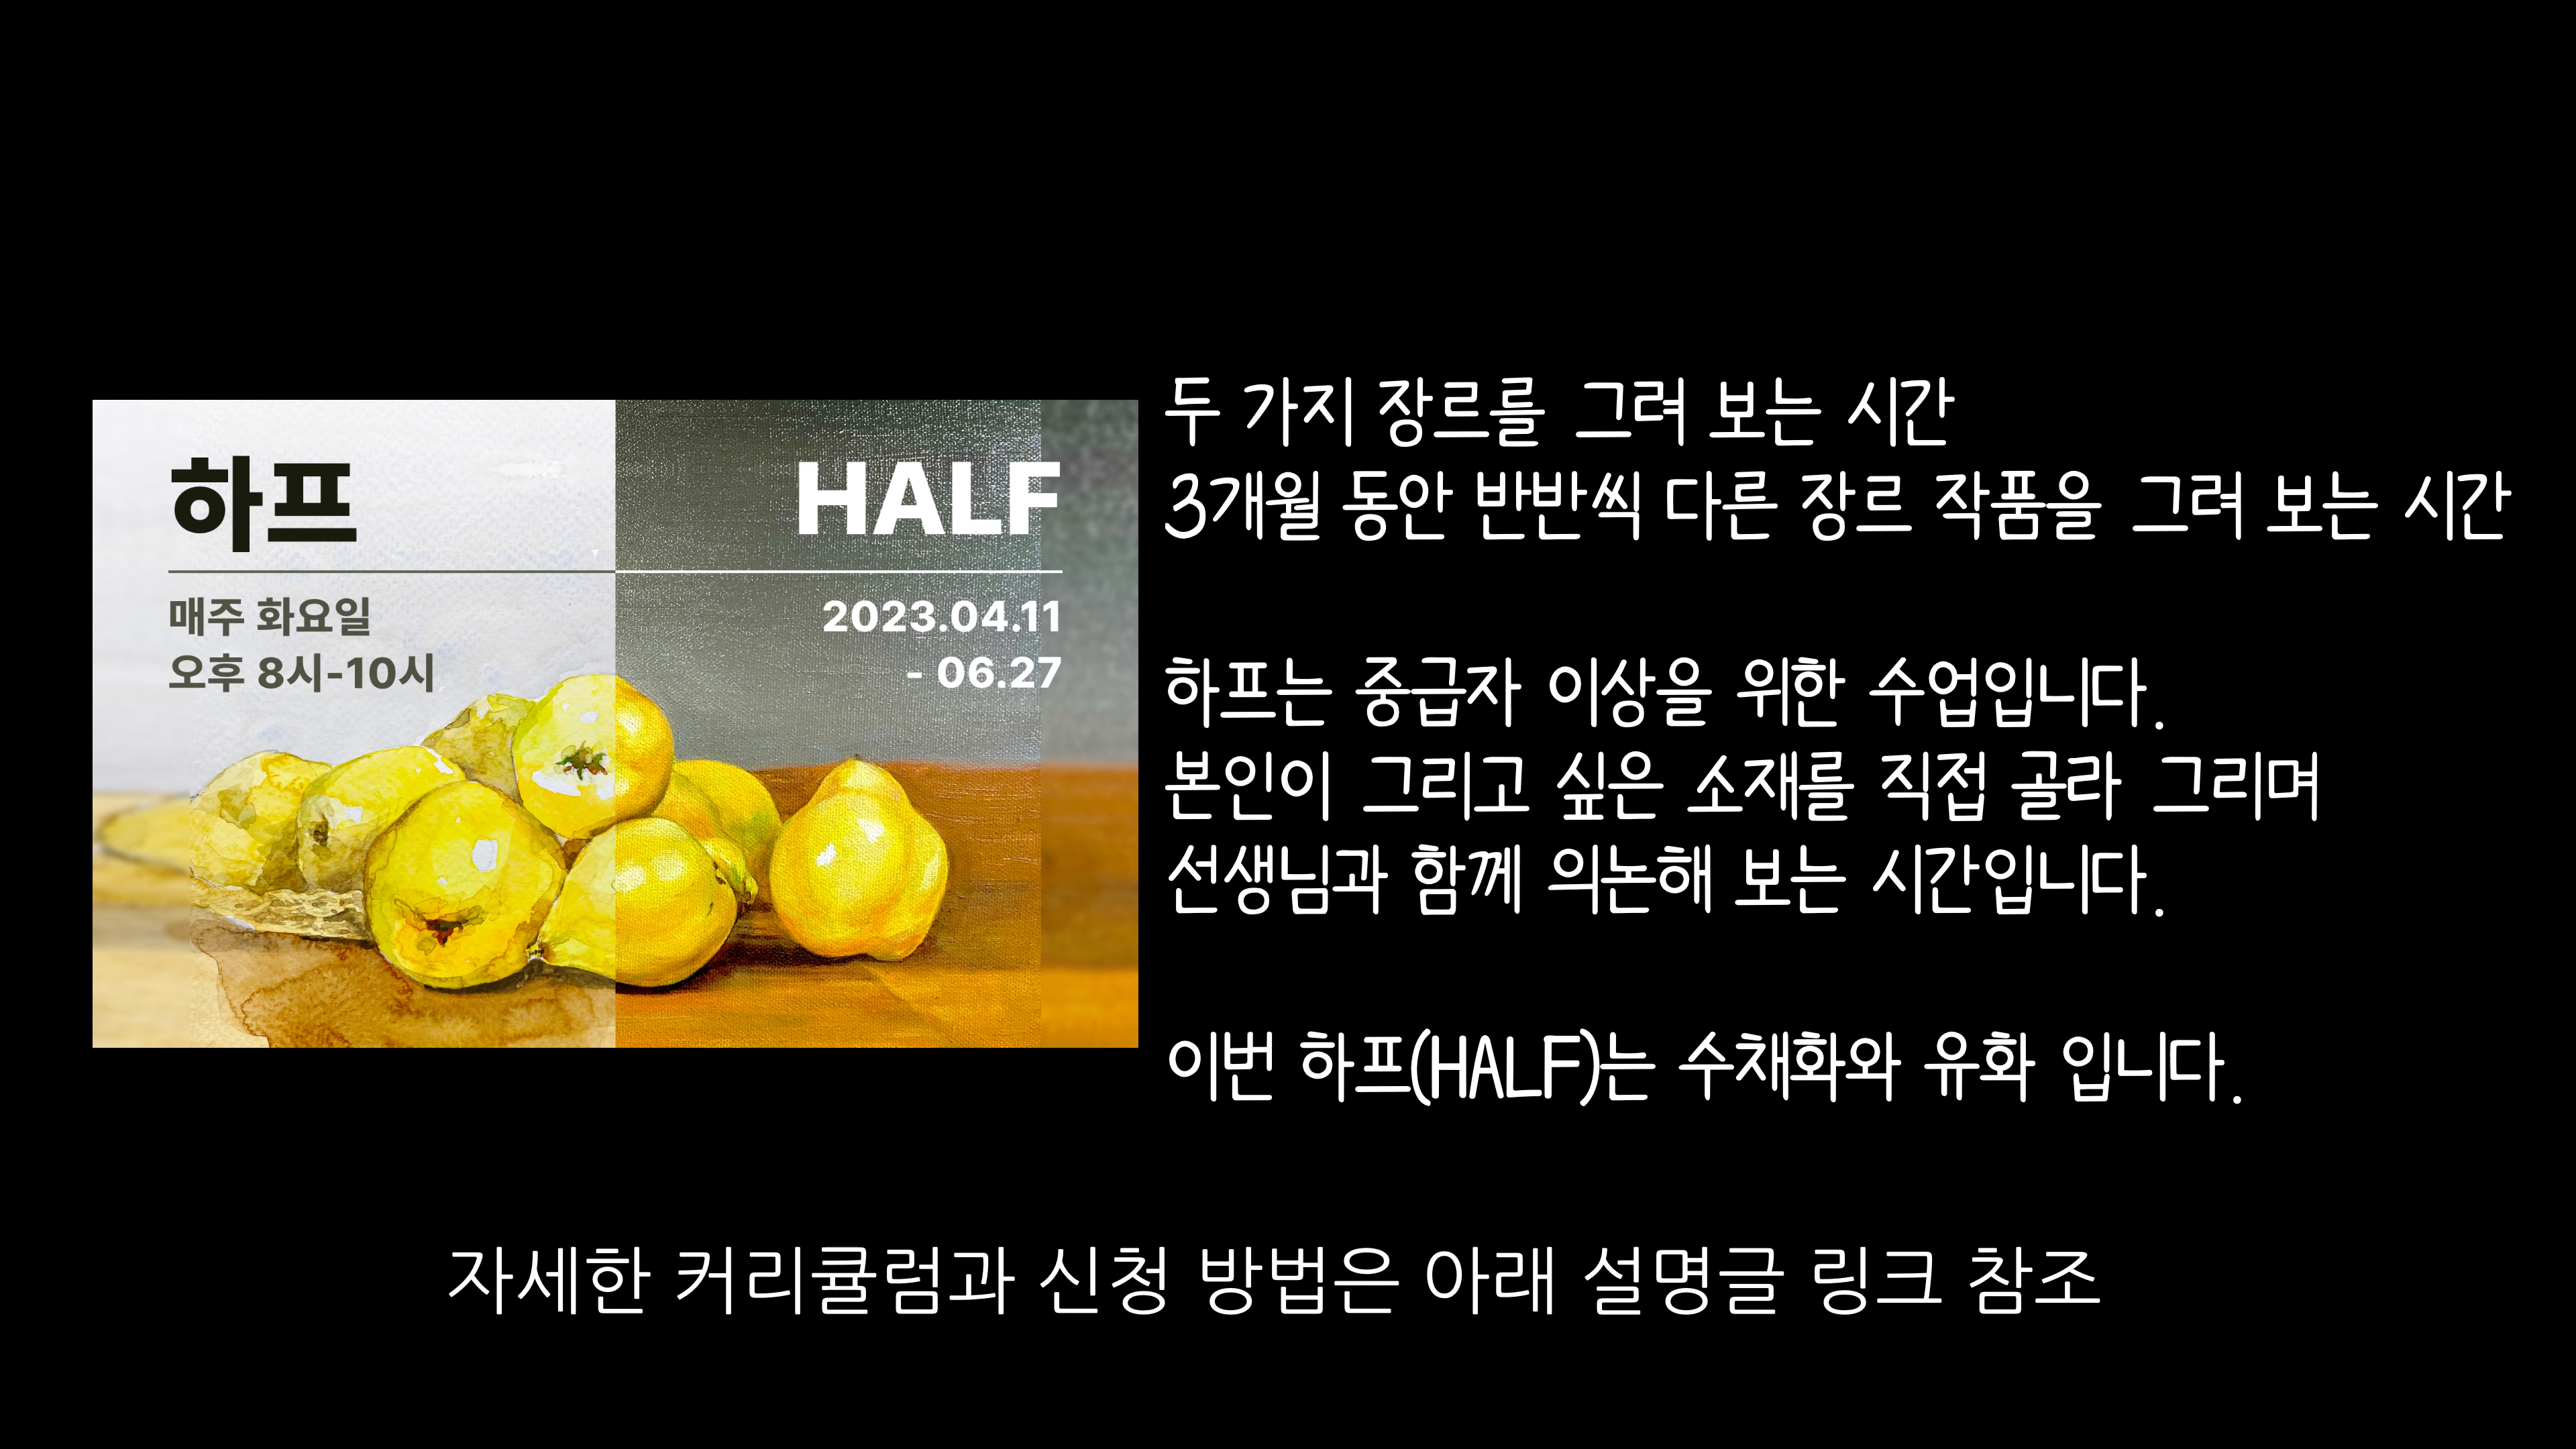 하프
HALF
매주 화요일
오후 8시-10시
2023.04.11
- 06.27
두 가지 장르를 그려 보는 시간
3개월 동안 반반씩 다른 장르 작품을 그려 보는 시간
하프는 중급자 이상을 위한 수업입니다.
본인이 그리고 싶은 소재를 직접 골라 그리며
선생님과 함께 의논해 보는 시간입니다.
이번 하프(HALF)는 수채화와 유화 입니다.
자세한 커리큘럼과 신청 방법은 아래 설명글 링크 참조